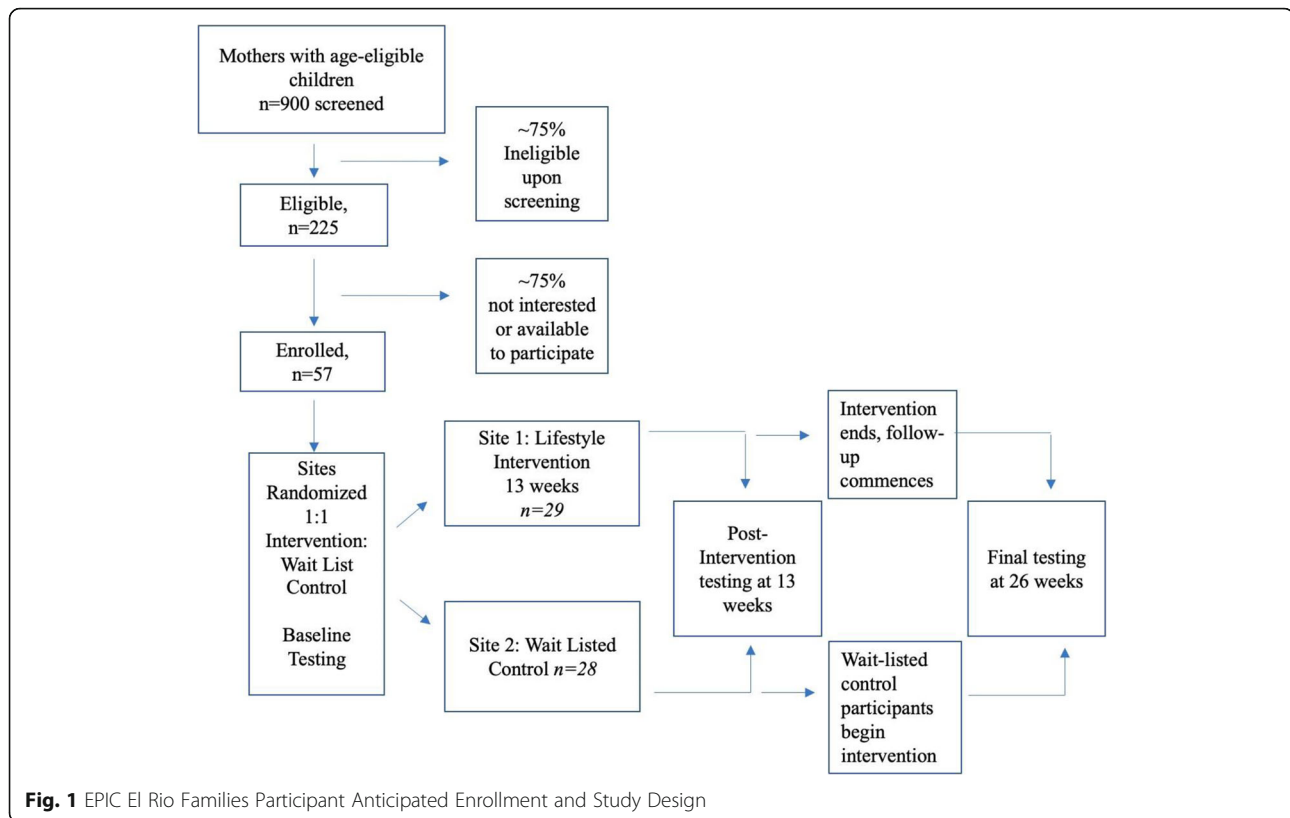 Mothers with age-eligible
children
n=900 screened
~75%
Ineligible
upon
screening
Eligible,
n=225
~75%
not interested
or available
to participate
Enrolled,
n=57
Sites
Randomized
1:1
Intervention:
Wait List
Control
Baseline
Testing
Site 1: Lifestyle
Intervention
13 weeks
n=29
Site 2: Wait Listed
Control n=28
Post-
Intervention
testing at 13
weeks
Intervention
ends, follow-
up
commences
Wait-listed
control
participants
begin
intervention
Final testing
at 26 weeks
Fig. 1 EPIC El Rio Families Participant Anticipated Enrollment and Study Design